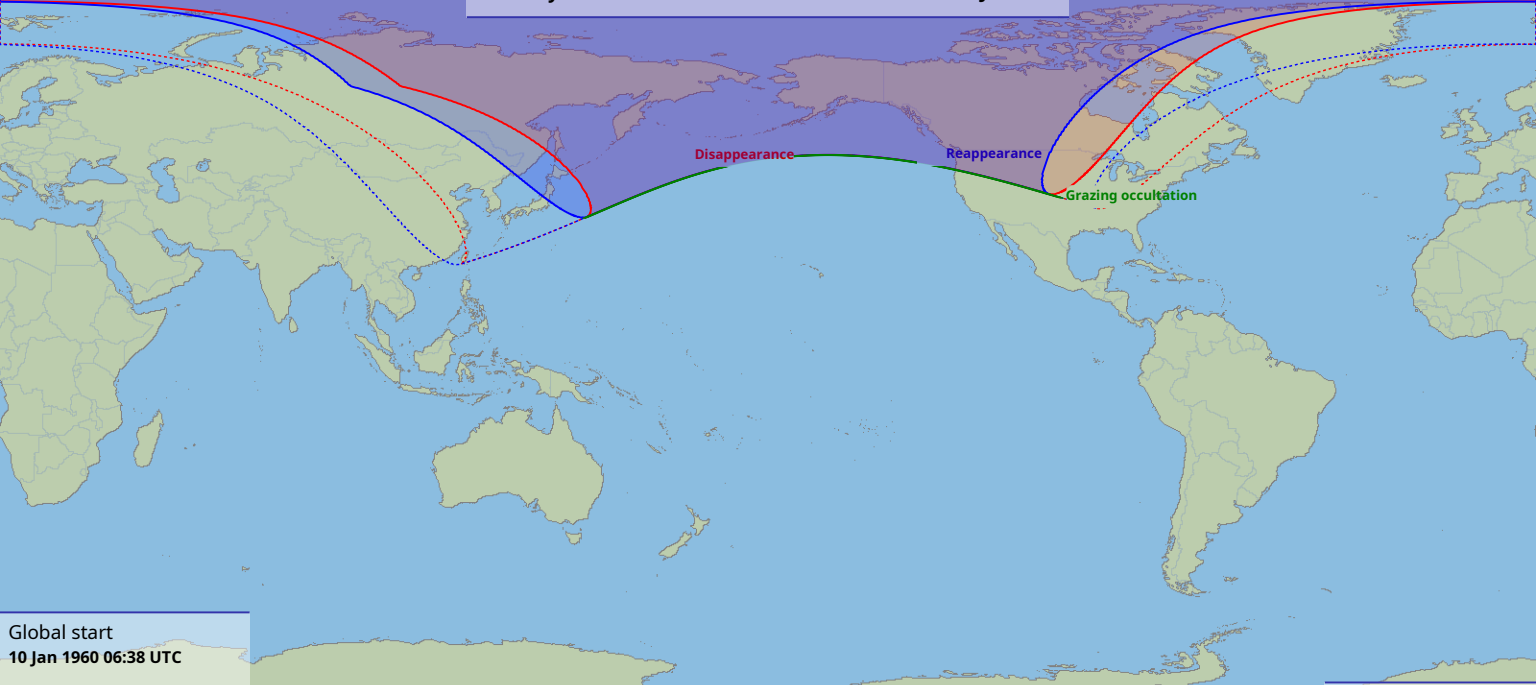 Disappearance
Reappearance
Grazing occultation
Global start
10 Jan 1960 06:38 UTC